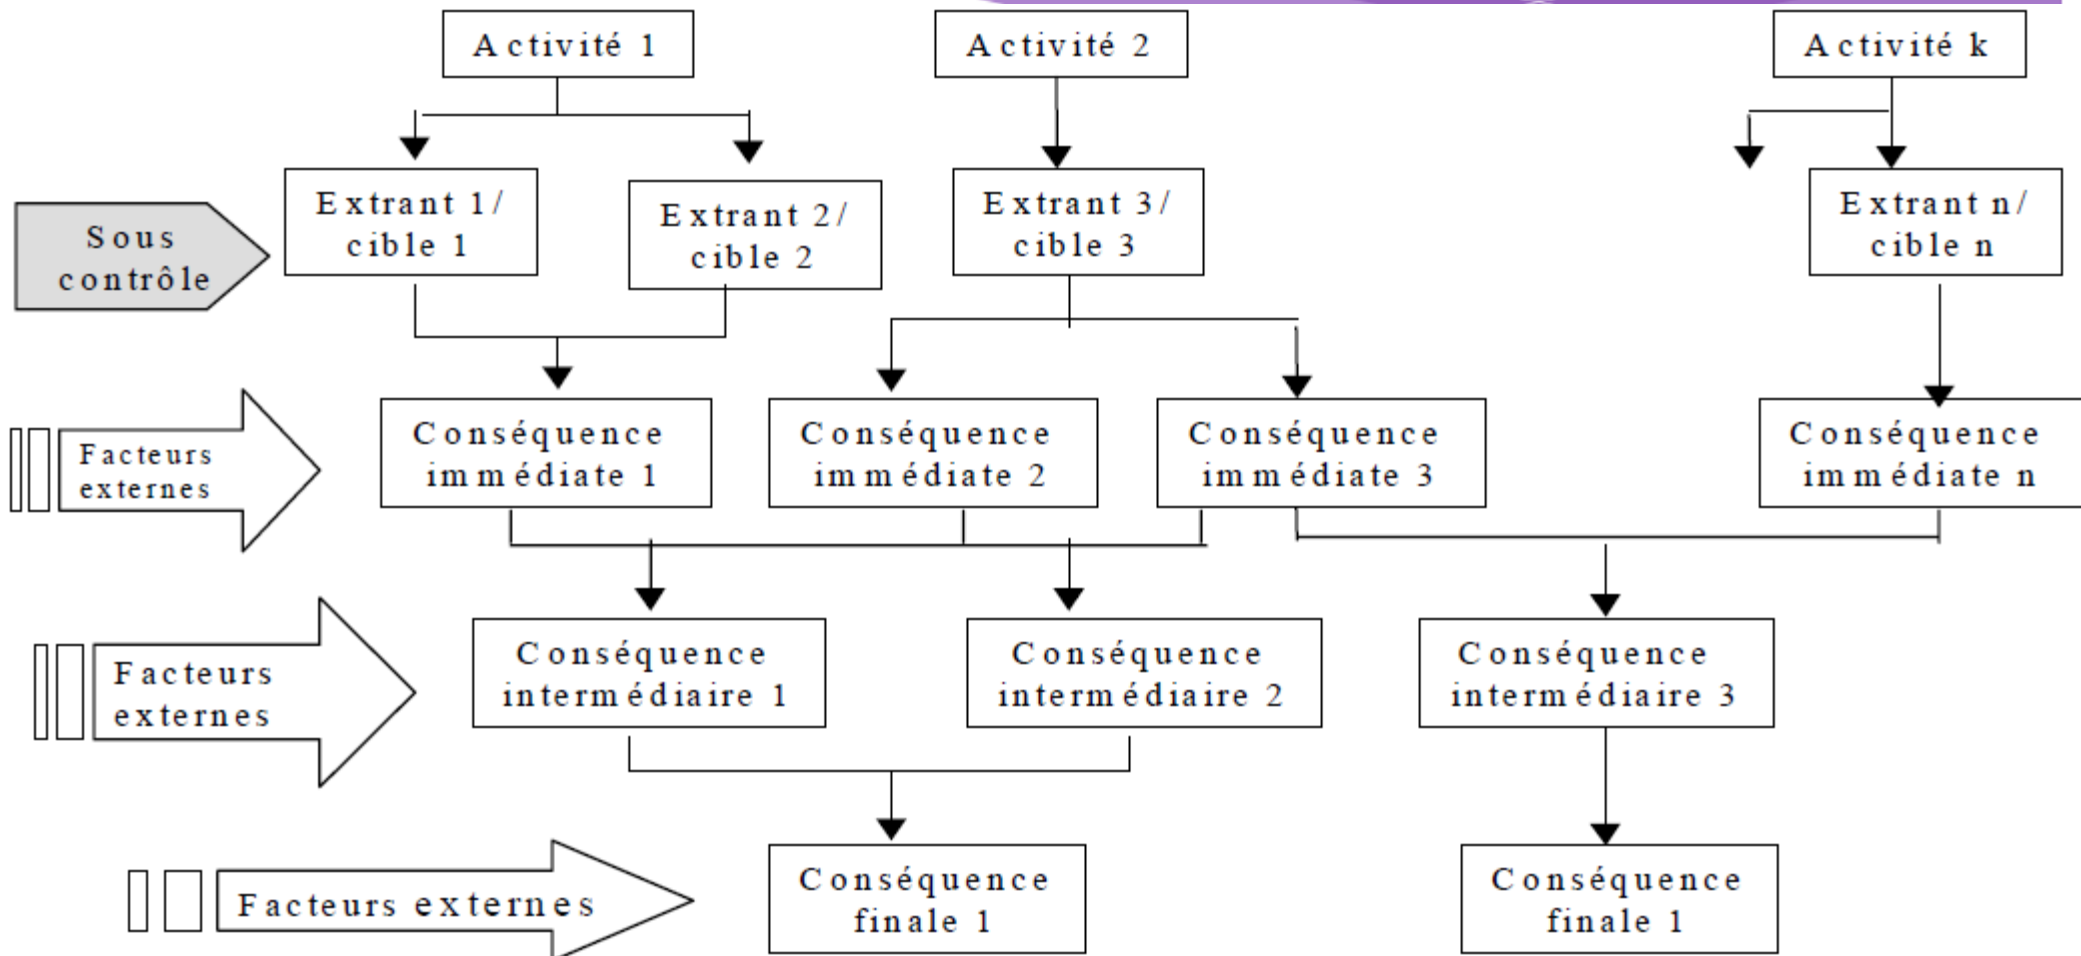 Activité 1
Activité 2
Activité k
Sous
contrôle
Extrant 1/
cible 1
Extrant 2/
cible 2
Extrant 3/
cible 3
Extrant n/
cible n
Facteurs
externes
Conséquence
immédiate 1
Conséquence
immédiate 2
Conséquence
immédiate 3
Conséquence
immédiate n
Facteurs
externes
Conséquence
intermédiaire 1
Conséquence
intermédiaire 2
Conséquence
intermédiaire 3
Facteurs externes
Conséquence
finale 1
Conséquence
finale 1